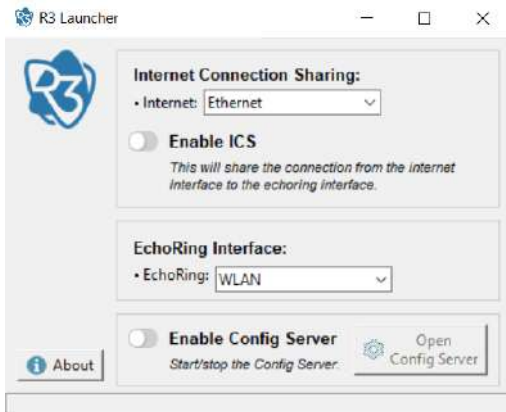 R3 Launcher
R3
Internet Connection Sharing:
• Internet: Ethernet
Enable ICS
This will share the connection from the internet
interface to the echoring interface.
EchoRing Interface:
• EchoRing: WLAN
Enable Config Server
Start/stop the Config Server.
Open
Config Server
About